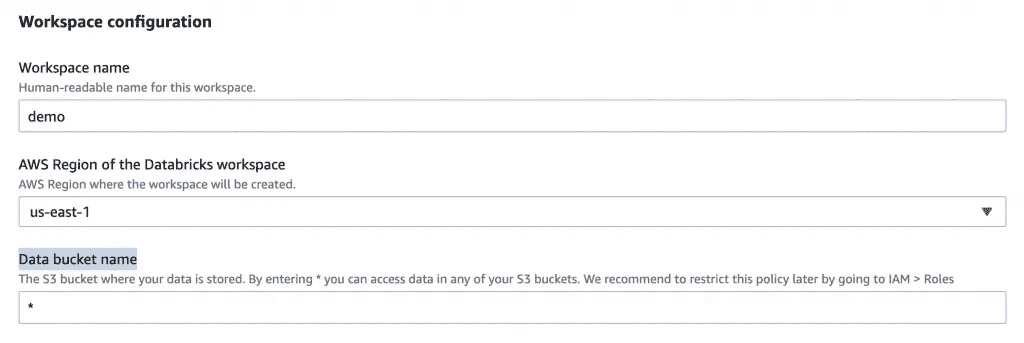 Workspace configuration
Workspace name
Human-readable name for this workspace.
demo
AWS Region of the Databricks workspace
AWS Region where the workspace will be created.
us-east-1
Data bucket name
The S3 bucket where your data is stored. By entering * you can access data in any of your S3 buckets. We recommend to restrict this policy later by going to IAM > Roles
*